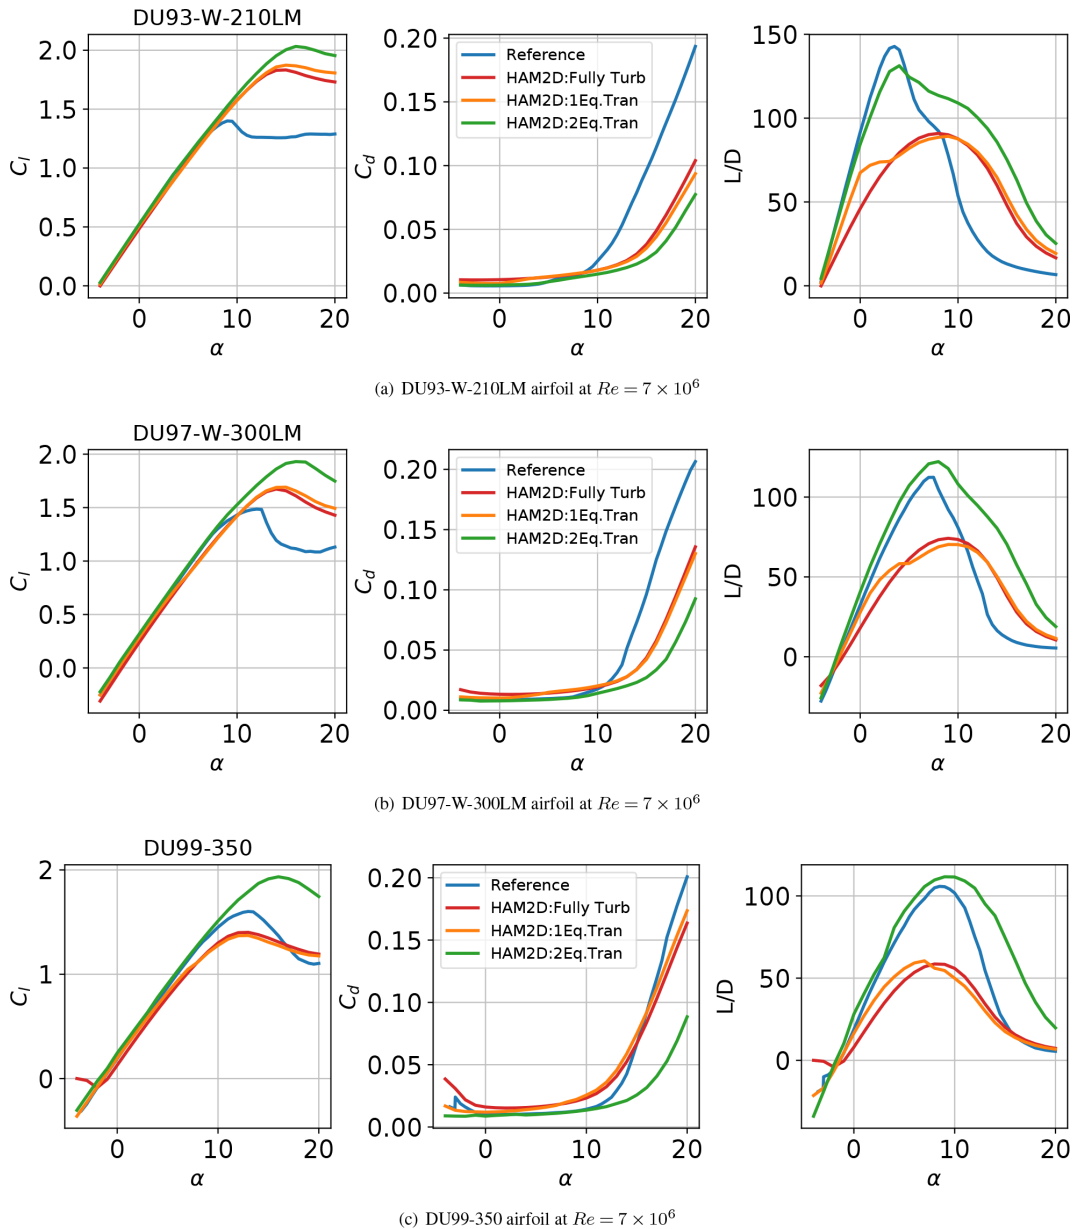 DU93-W-210LM
2.0
1.5
1.0
0.5
0.0
C_l
0 10 20
α
0.20
0.15
0.10
0.05
0.00
C_d
Reference
HAM2D:Fully Turb
HAM2D:1Eq.Tran
HAM2D:2Eq.Tran
0 10 20
α
150
100
50
0
L/D
0 10 20
α
(a) DU93-W-210LM airfoil at Re = 7 × 10⁶
DU97-W-300LM
2.0
1.5
1.0
0.5
0.0
C_l
0 10 20
α
0.20
0.15
0.10
0.05
0.00
C_d
Reference
HAM2D:Fully Turb
HAM2D:1Eq.Tran
HAM2D:2Eq.Tran
0 10 20
α
100
50
0
L/D
0 10 20
α
(b) DU97-W-300LM airfoil at Re = 7 × 10⁶
DU99-350
2
1
0
C_l
0 10 20
α
0.20
0.15
0.10
0.05
0.00
C_d
Reference
HAM2D:Fully Turb
HAM2D:1Eq.Tran
HAM2D:2Eq.Tran
0 10 20
α
100
50
0
L/D
0 10 20
α
(c) DU99-350 airfoil at Re = 7 × 10⁶